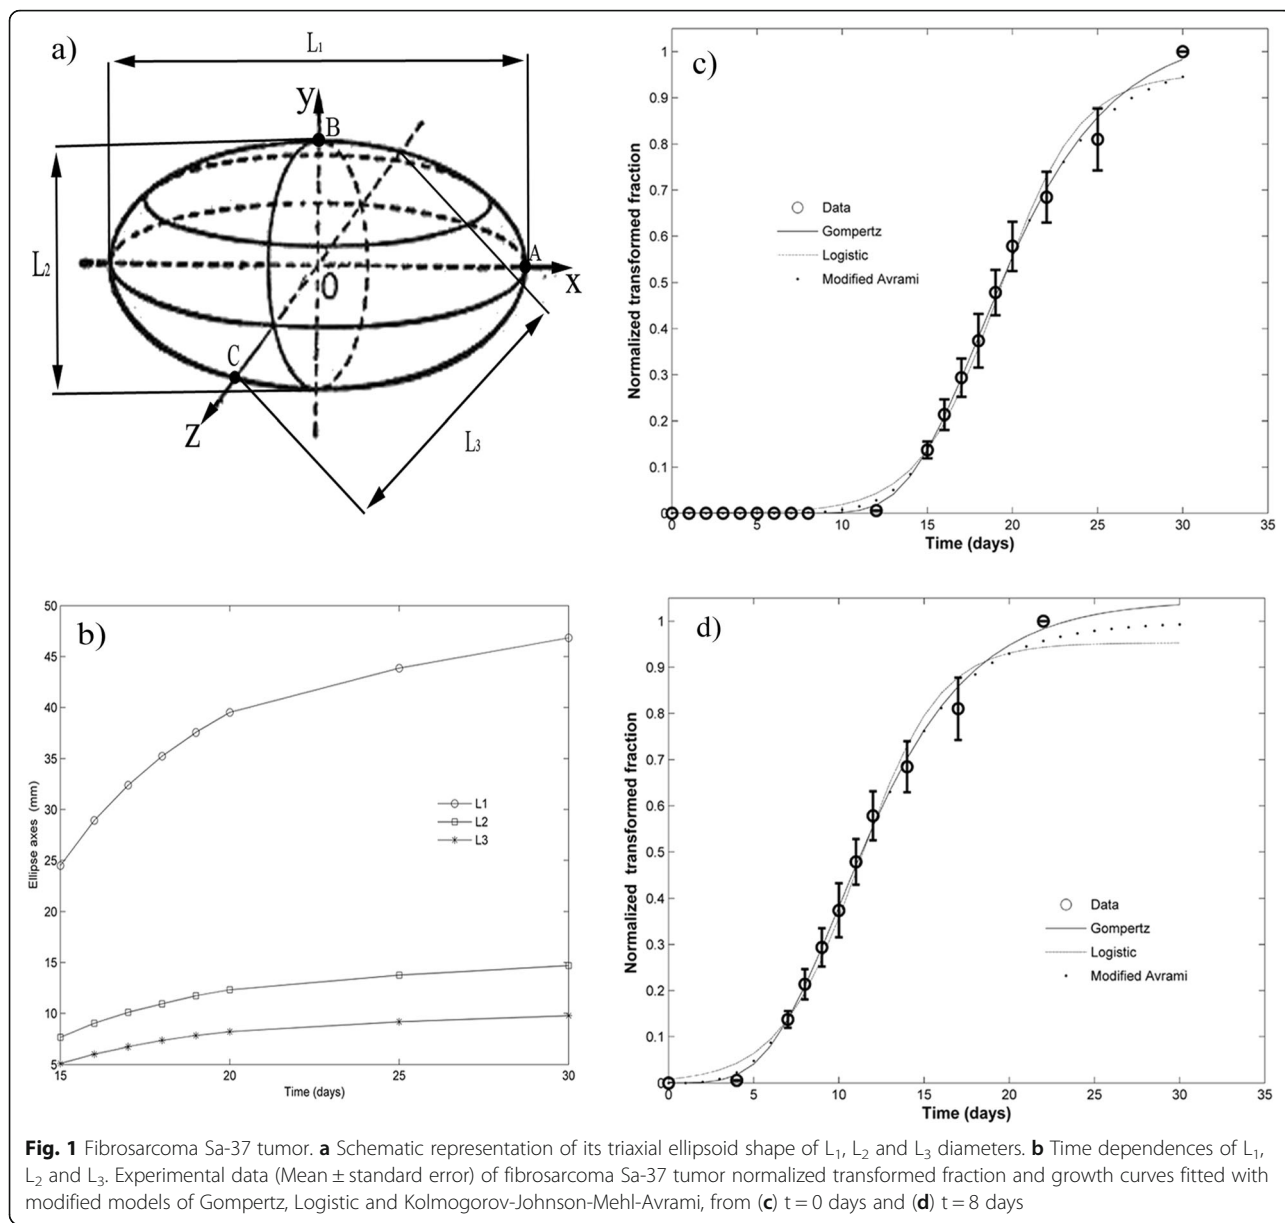 a)
L₁
y
B
L₂
A
0
X
C
Z
L₃
c)
Normalized transformed fraction
1
0.9
0.8
0.7
0.6
0.5
0.4
0.3
0.2
0.1
0
0 5 10 15 20 25 30 35
Time (days)
Data
Gompertz
Logistic
Modified Avrami
b)
Ellipse axes (mm)
50
45
40
35
30
25
20
15
10
5
15 20 25 30
Time (days)
L1
L2
L3
d)
Normalized transformed fraction
1
0.9
0.8
0.7
0.6
0.5
0.4
0.3
0.2
0.1
0
0 5 10 15 20 25 30 35
Time (days)
Data
Gompertz
Logistic
Modified Avrami
Fig. 1 Fibrosarcoma Sa-37 tumor. a Schematic representation of its triaxial ellipsoid shape of L₁, L₂ and L₃ diameters. b Time dependences of L₁,
L₂ and L₃. Experimental data (Mean ± standard error) of fibrosarcoma Sa-37 tumor normalized transformed fraction and growth curves fitted with
modified models of Gompertz, Logistic and Kolmogorov-Johnson-Mehl-Avrami, from (c) t = 0 days and (d) t = 8 days